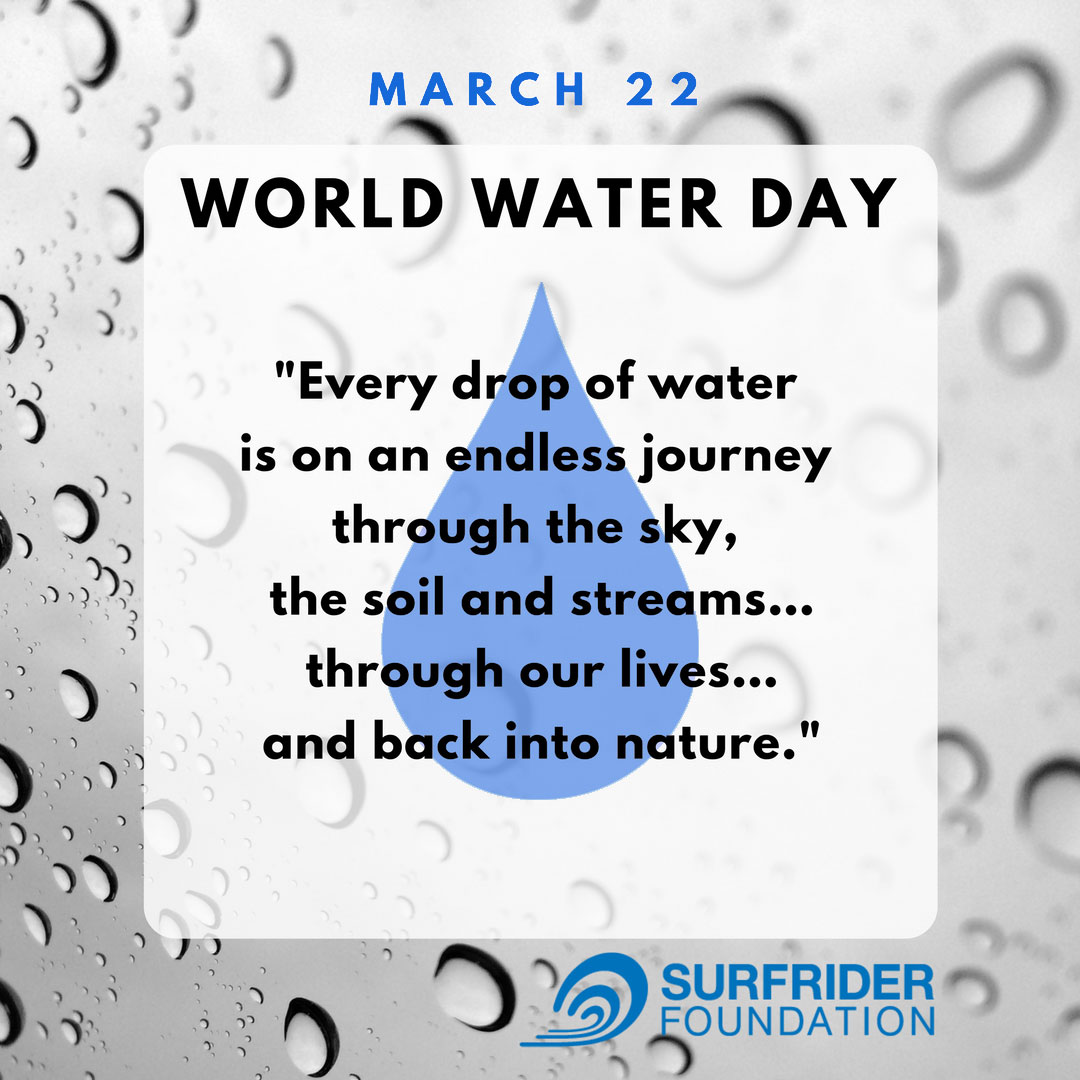 MARCH 22
WORLD WATER DAY
"Every drop of water
is on an endless journey
through the sky,
the soil and streams...
through our lives...
and back into nature."
SURFRIDER
FOUNDATION